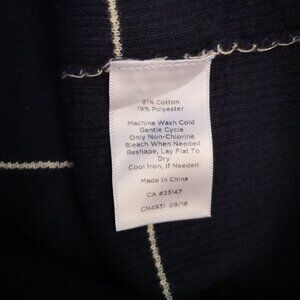 81% Cotton
19% Polyester
Machine Wash Cold
Gentle Cycle
Only Non-Chlorine
Bleach When Needed
Reshape, Lay Flat To
Dry
Cool Iron, if Needed
Made in China
CA #23147
CN4931 09/18